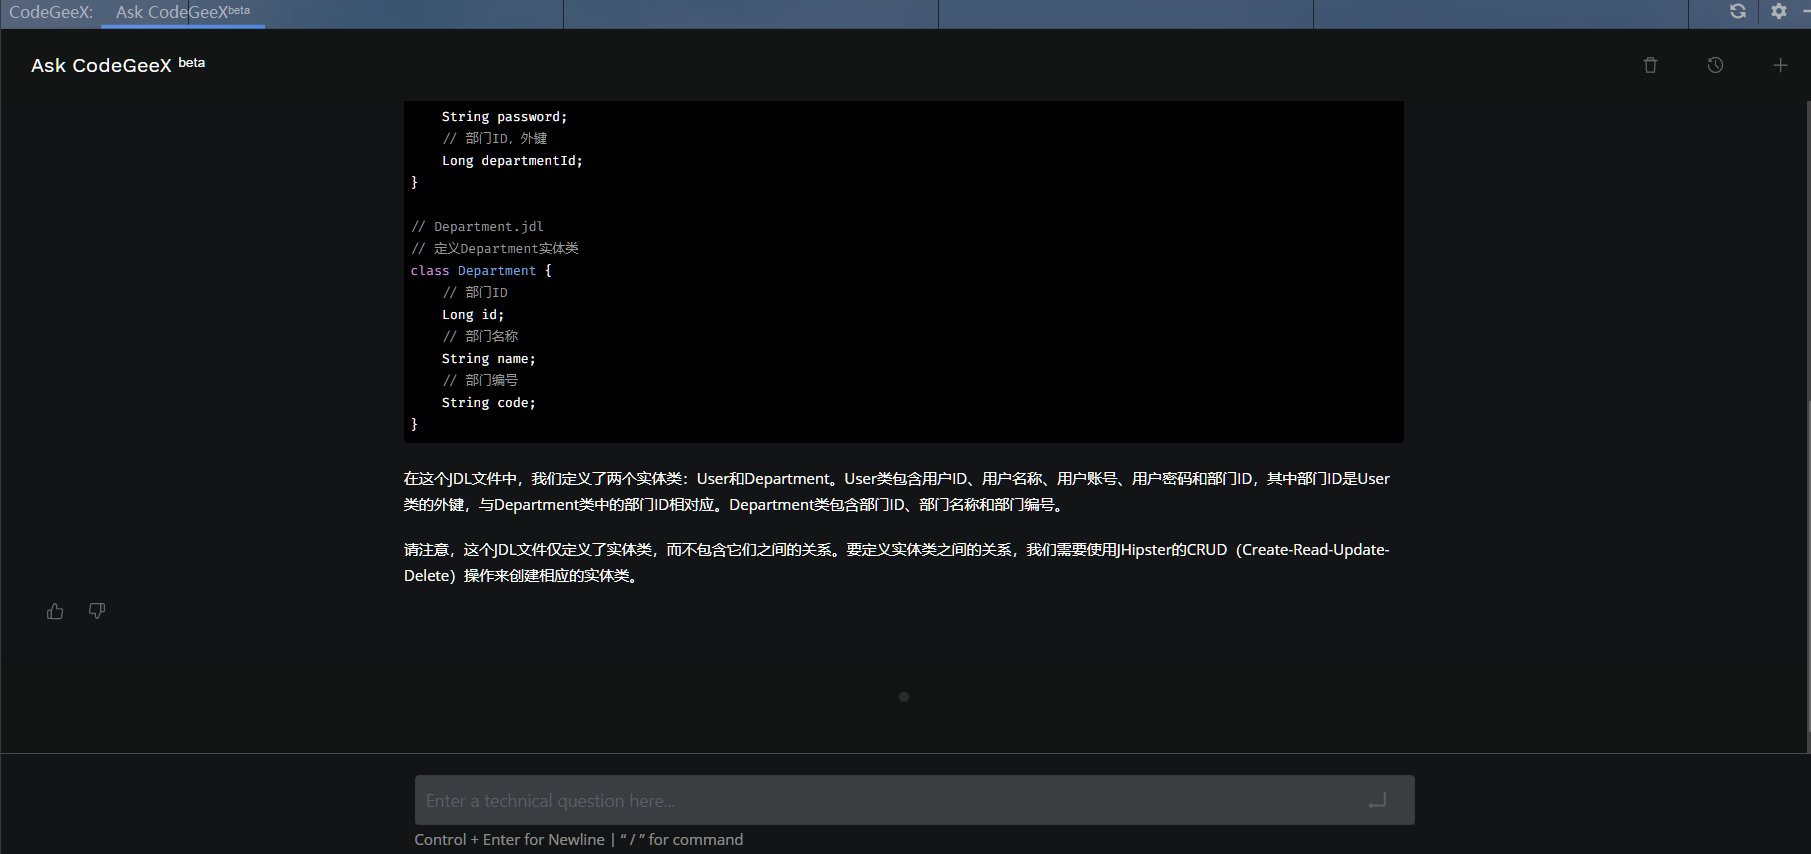 CodeGeeX: Ask CodeGeeXbeta
Ask CodeGeeX beta
String password;
// 部门ID，外键
Long departmentId;
}
// Department.jdl
// 定义Department实体类
class Department {
// 部门ID
Long id;
// 部门名称
String name;
// 部门编号
String code;
}
在这个JDL文件中，我们定义了两个实体类：User和Department。User类包含用户ID、用户名称、用户账号、用户密码和部门ID，其中部门ID是User
类的外键，与Department类中的部门ID相对应。Department类包含部门ID、部门名称和部门编号。
请注意，这个JDL文件仅定义了实体类，而不包含它们之间的关系。要定义实体类之间的关系，我们需要使用JHipster的CRUD（Create-Read-Update-
Delete）操作来创建相应的实体类。
Enter a technical question here...
Control + Enter for Newline | “ / ” for command